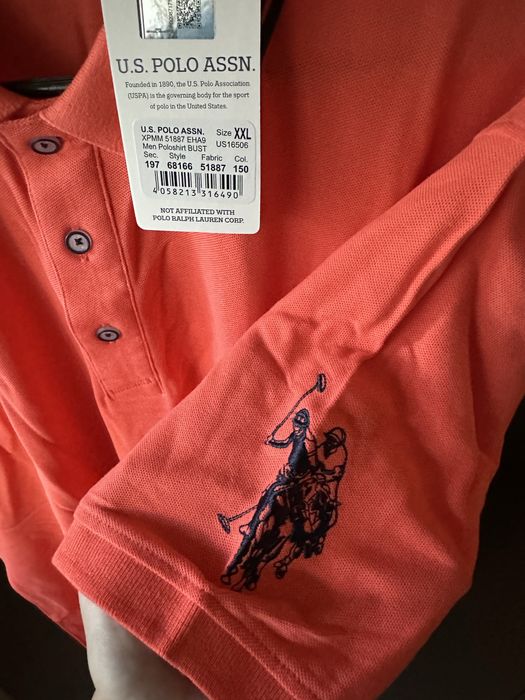 U.S. POLO ASSN.
Founded in 1890, the U.S. Polo Association
(USPA) is the governing body for the sport
of polo in the United States.
U.S. POLO ASSN. Size XXL
XPMM 51887 EHA9 US16506
Men Poloshirt BUST
Sec. Style Fabric Col.
197 68166 51887 150
4058213316490
NOT AFFILIATED WITH
POLO RALPH LAUREN CORP.